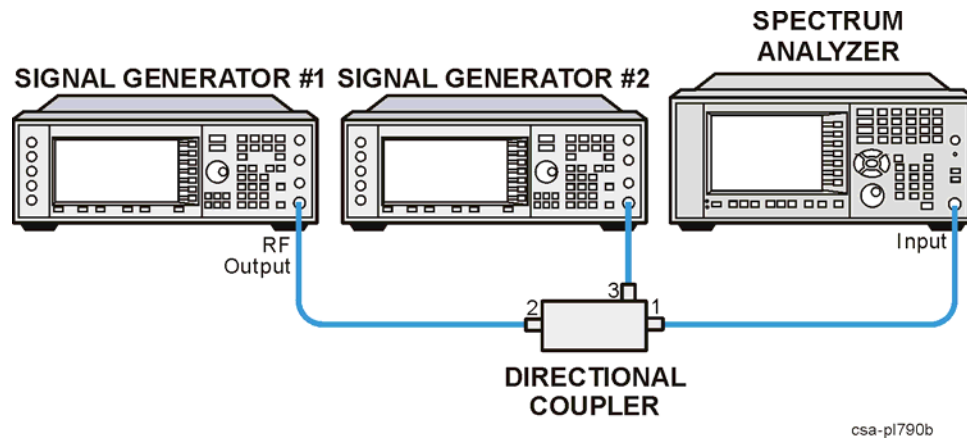 SPECTRUM
ANALYZER
SIGNAL GENERATOR #1
SIGNAL GENERATOR #2
RF
Output
Input
2
3
1
DIRECTIONAL
COUPLER
csa-pl790b